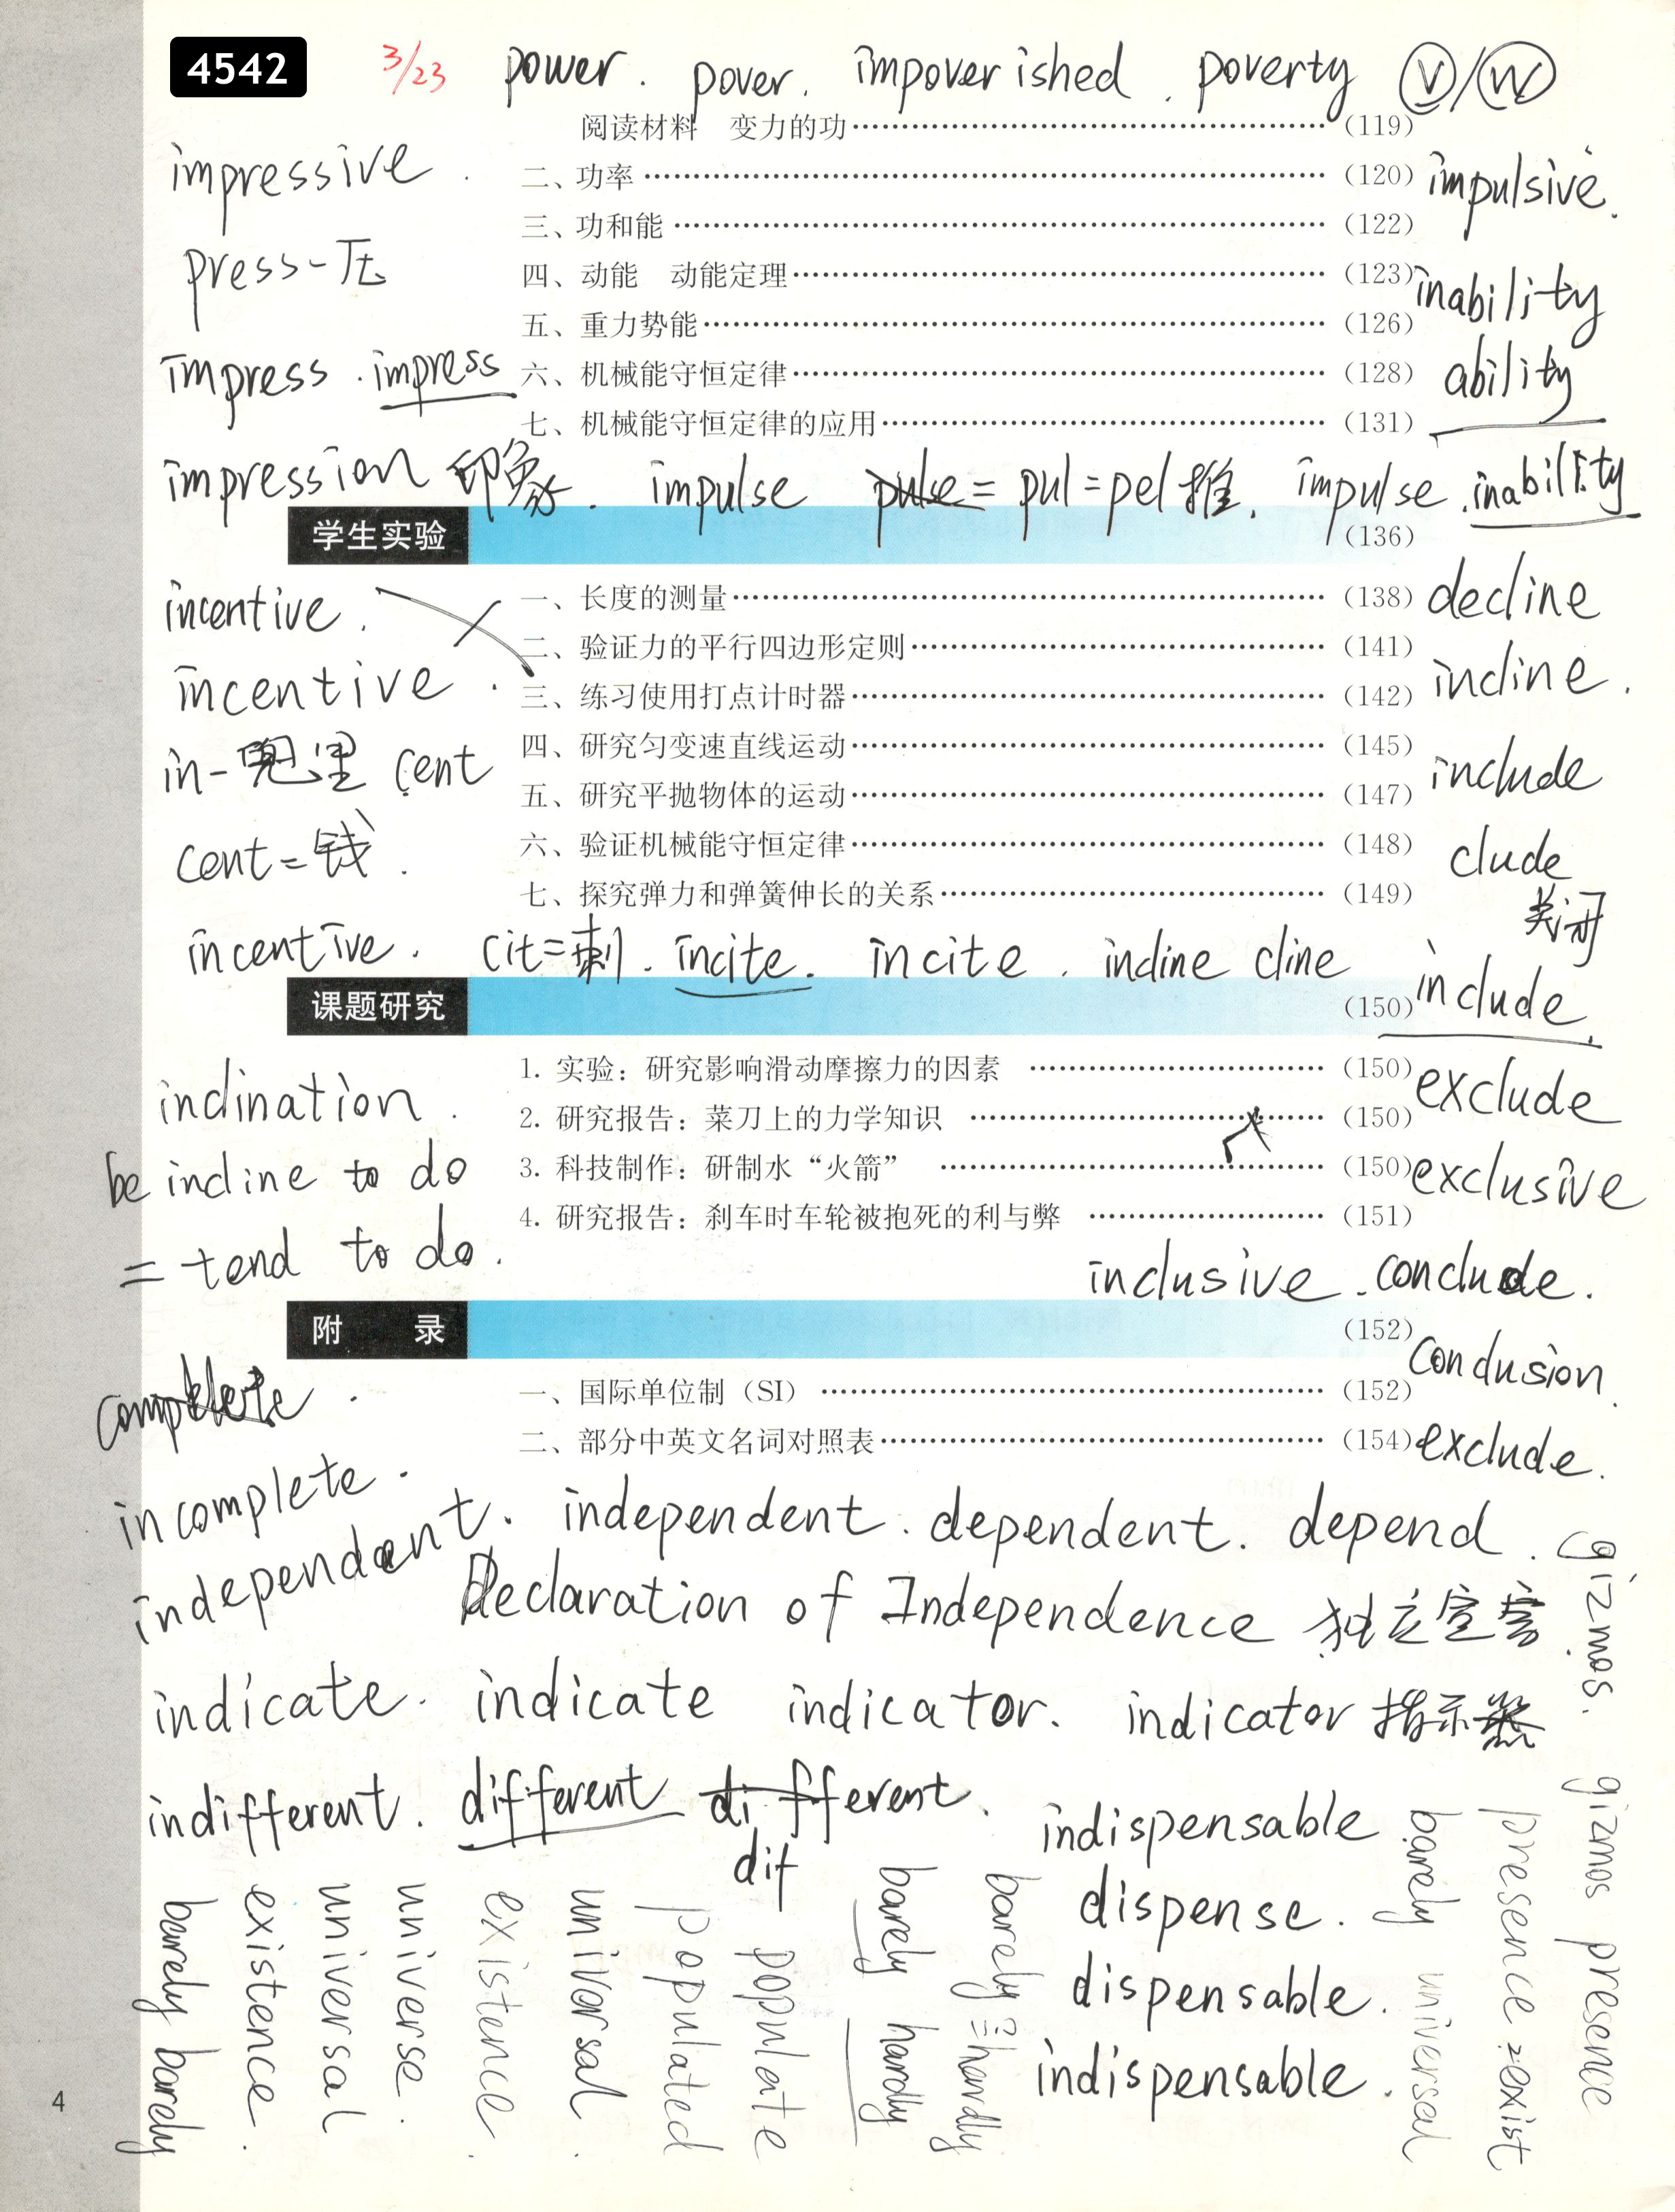 4542 3/23 power. pover. impoverished. poverty V/W
阅读材料 变力的功 (119)
impressive.
二、功率 (120) impulsive.
三、功和能 (122)
press-压
四、动能 动能定理 (123) inability
五、重力势能 (126)
impress. impress 六、机械能守恒定律 (128) ability
七、机械能守恒定律的应用 (131)
impression 印象. impulse pulse = pul = pel 推. impulse. inability
学生实验 (136)
incentive. 一、长度的测量 (138) decline
二、验证力的平行四边形定则 (141)
incentive. 三、练习使用打点计时器 (142) incline.
in-兜里 cent 四、研究匀变速直线运动 (145) include
五、研究平抛物体的运动 (147)
cent=钱. 六、验证机械能守恒定律 (148) clude
七、探究弹力和弹簧伸长的关系 (149) 关闭
incentive. cit=刺. incite. incite. incline cline
课题研究 (150) include.
1. 实验：研究影响滑动摩擦力的因素 (150) exclude
inclination. 2. 研究报告：菜刀上的力学知识 (150)
be incline to do 3. 科技制作：研制水“火箭” (150) exclusive
4. 研究报告：刹车时车轮被抱死的利与弊 (151)
= tend to do. inclusive. conclude.
附 录 (152) conclusion.
complete. 一、国际单位制（SI） (152)
二、部分中英文名词对照表 (154) exclude.
incomplete.
independent. independent. dependent. depend.
Declaration of Independence 独立宣言
indicate. indicate indicator. indicator 指示器
indifferent. different different. indispensable
dif
dispense.
dispensable.
indispensable.
gizmos.
gizmos presence
presence = exist
barely universal
barely = handly
barely hardly
populate
populated
universal.
existence.
universe.
universal
existence.
barely barely
4